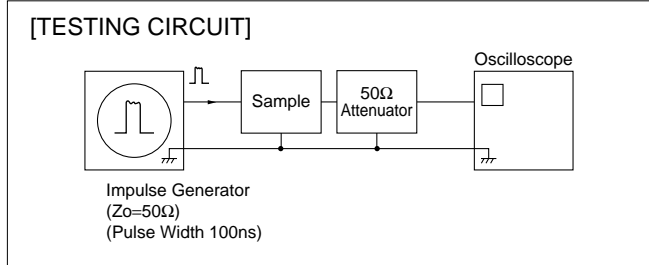 [TESTING CIRCUIT]
Oscilloscope
Sample
50Ω
Attenuator
Impulse Generator
(Zo=50Ω)
(Pulse Width 100ns)